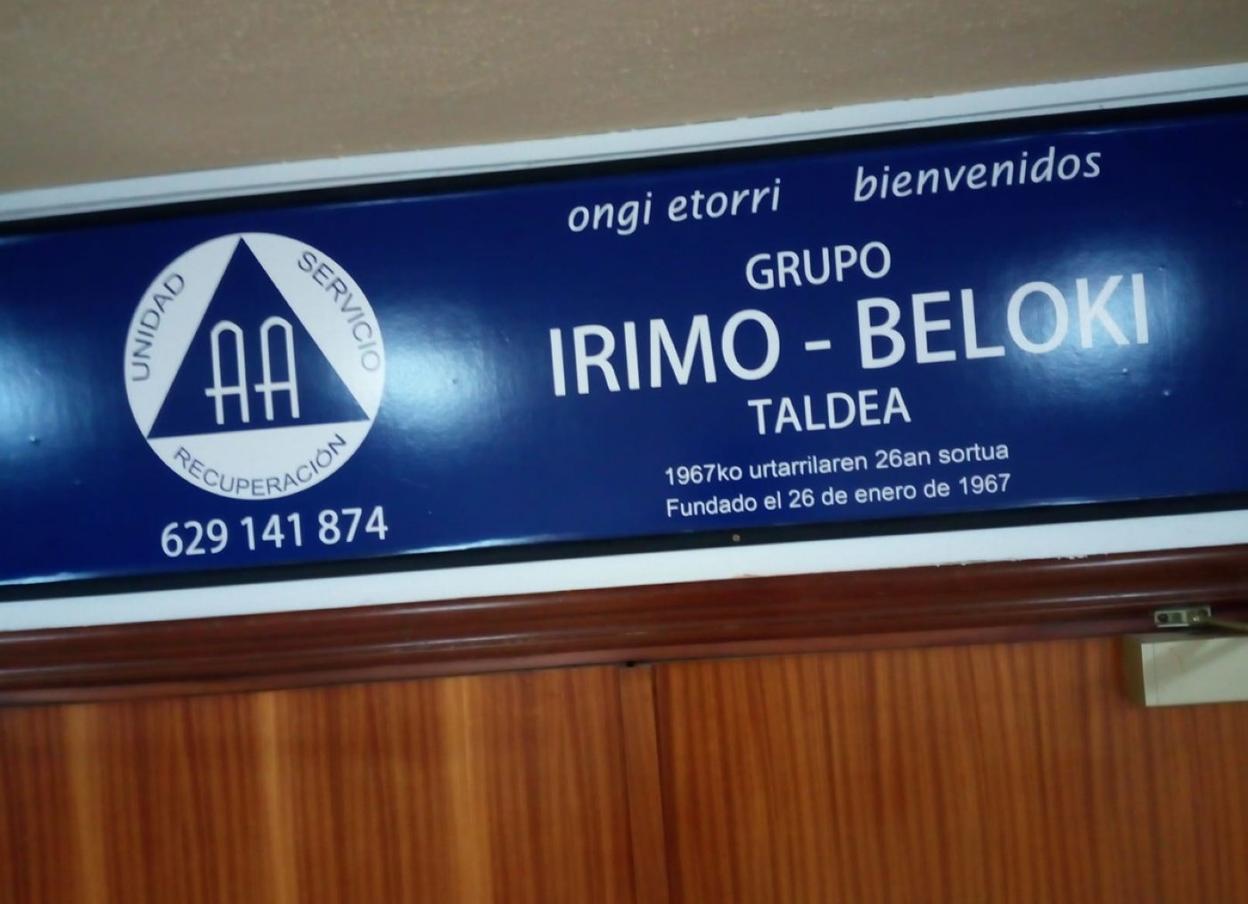 ongi etorri bienvenidos
UNIDAD
SERVICIO
AA
RECUPERACIÓN
629 141 874
GRUPO
IRIMO - BELOKI
TALDEA
1967ko urtarrilaren 26an sortua
Fundado el 26 de enero de 1967